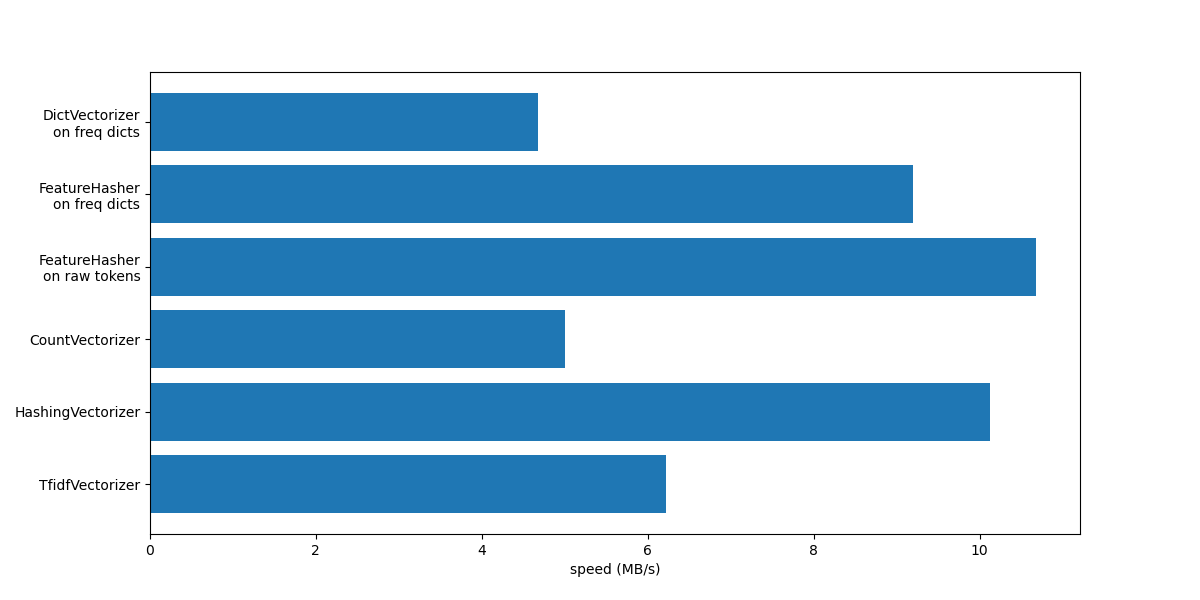 DictVectorizer
on freq dicts
FeatureHasher
on freq dicts
FeatureHasher
on raw tokens
CountVectorizer
HashingVectorizer
TfidfVectorizer
0 2 4 6 8 10
speed (MB/s)